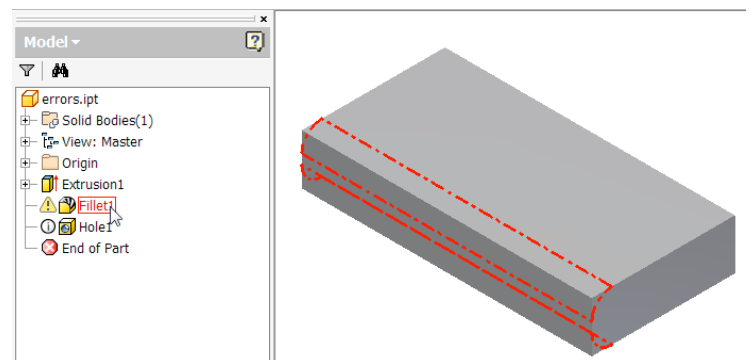 Model
errors.ipt
Solid Bodies(1)
View: Master
Origin
Extrusion1
Fillet1
Hole1
End of Part